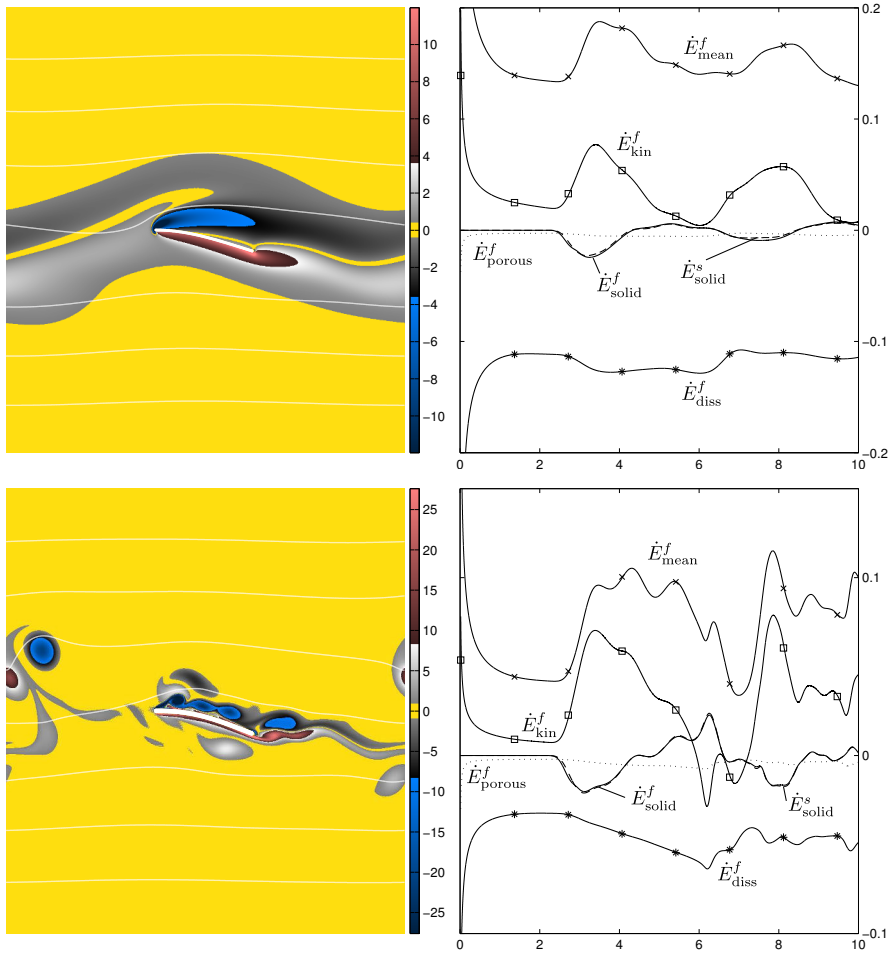 12
10
8
6
4
2
0
−2
−4
−6
−8
−10
0.2
0.1
0
−0.1
−0.2
Ė^f_mean
Ė^f_kin
Ė^f_porous
Ė^f_solid
Ė^s_solid
Ė^f_diss
0 2 4 6 8 10
25
20
15
10
5
0
−5
−10
−15
−20
−25
0.1
0
−0.1
Ė^f_mean
Ė^f_kin
Ė^f_porous
Ė^f_solid
Ė^s_solid
Ė^f_diss
0 2 4 6 8 10